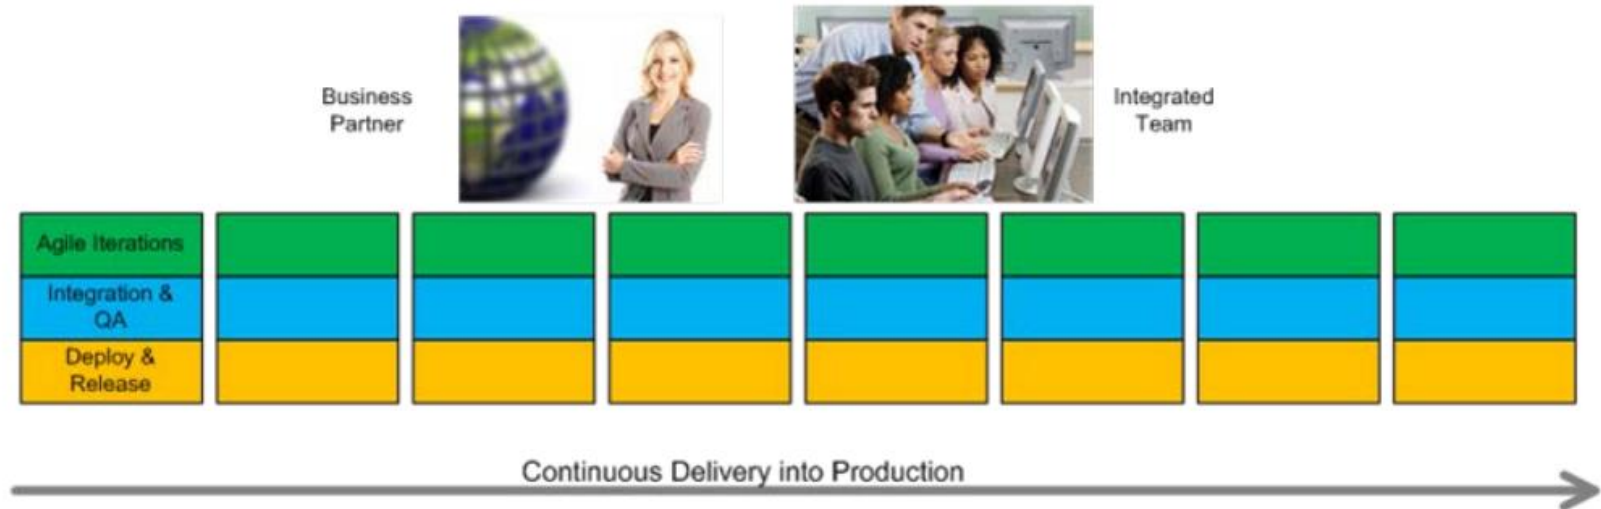 Business
Partner
Integrated
Team
Agile Iterations
Integration &
QA
Deploy &
Release
Continuous Delivery into Production